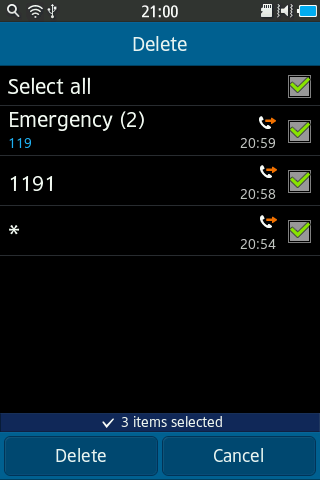 21:00
Delete
Select all
Emergency (2)
119
20:59
1191
20:58
*
20:54
3 items selected
Delete
Cancel